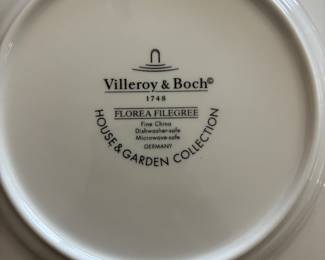 Villeroy & Boch©
1748
FLOREA FILEGREE
Fine China
Dishwasher-safe
Microwave-safe
GERMANY
HOUSE & GARDEN COLLECTION